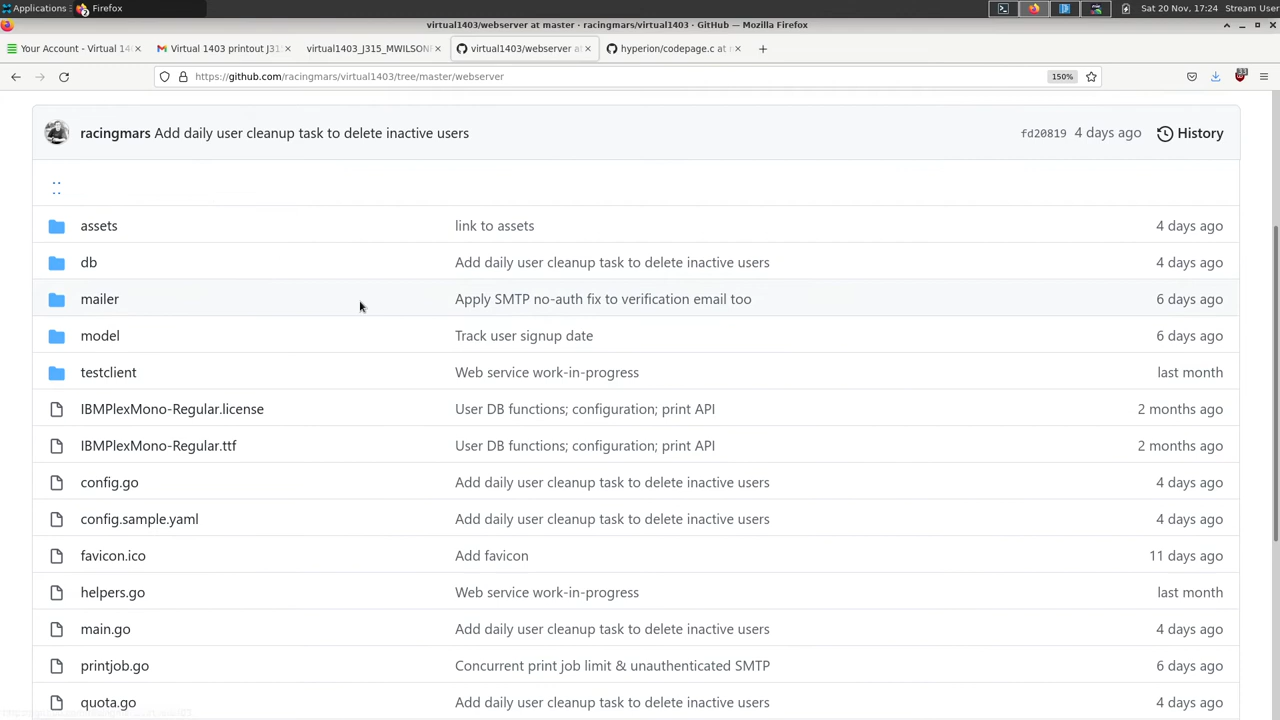 Applications
Firefox
Sat 20 Nov, 17:24 Stream User
virtual1403/webserver at master · racingmars/virtual1403 · GitHub — Mozilla Firefox
Your Account - Virtual 14
Virtual 1403 printout J31
virtual1403_J315_MWILSON
virtual1403/webserver a
hyperion/codepage.c at
https://github.com/racingmars/virtual1403/tree/master/webserver
150%
racingmars Add daily user cleanup task to delete inactive users
fd20819 4 days ago History
..
assets link to assets 4 days ago
db Add daily user cleanup task to delete inactive users 4 days ago
mailer Apply SMTP no-auth fix to verification email too 6 days ago
model Track user signup date 6 days ago
testclient Web service work-in-progress last month
IBMPlexMono-Regular.license User DB functions; configuration; print API 2 months ago
IBMPlexMono-Regular.ttf User DB functions; configuration; print API 2 months ago
config.go Add daily user cleanup task to delete inactive users 4 days ago
config.sample.yaml Add daily user cleanup task to delete inactive users 4 days ago
favicon.ico Add favicon 11 days ago
helpers.go Web service work-in-progress last month
main.go Add daily user cleanup task to delete inactive users 4 days ago
printjob.go Concurrent print job limit & unauthenticated SMTP 6 days ago
quota.go Add daily user cleanup task to delete inactive users 4 days ago